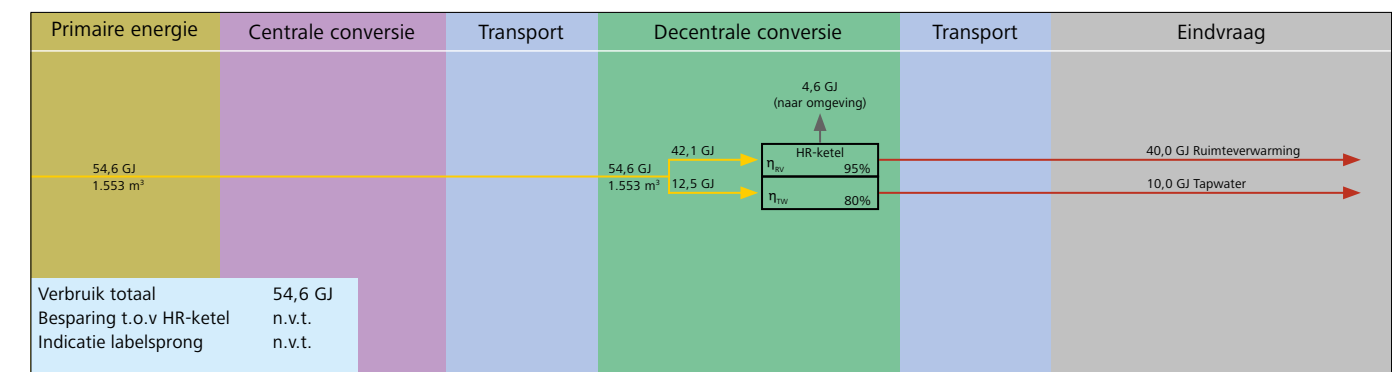 Primaire energie
Centrale conversie
Transport
Decentrale conversie
Transport
Eindvraag
4,6 GJ
(naar omgeving)
54,6 GJ
1.553 m³
54,6 GJ
1.553 m³
42,1 GJ
12,5 GJ
HR-ketel
ηRV 95%
ηTW 80%
40,0 GJ Ruimteverwarming
10,0 GJ Tapwater
Verbruik totaal 54,6 GJ
Besparing t.o.v HR-ketel n.v.t.
Indicatie labelsprong n.v.t.